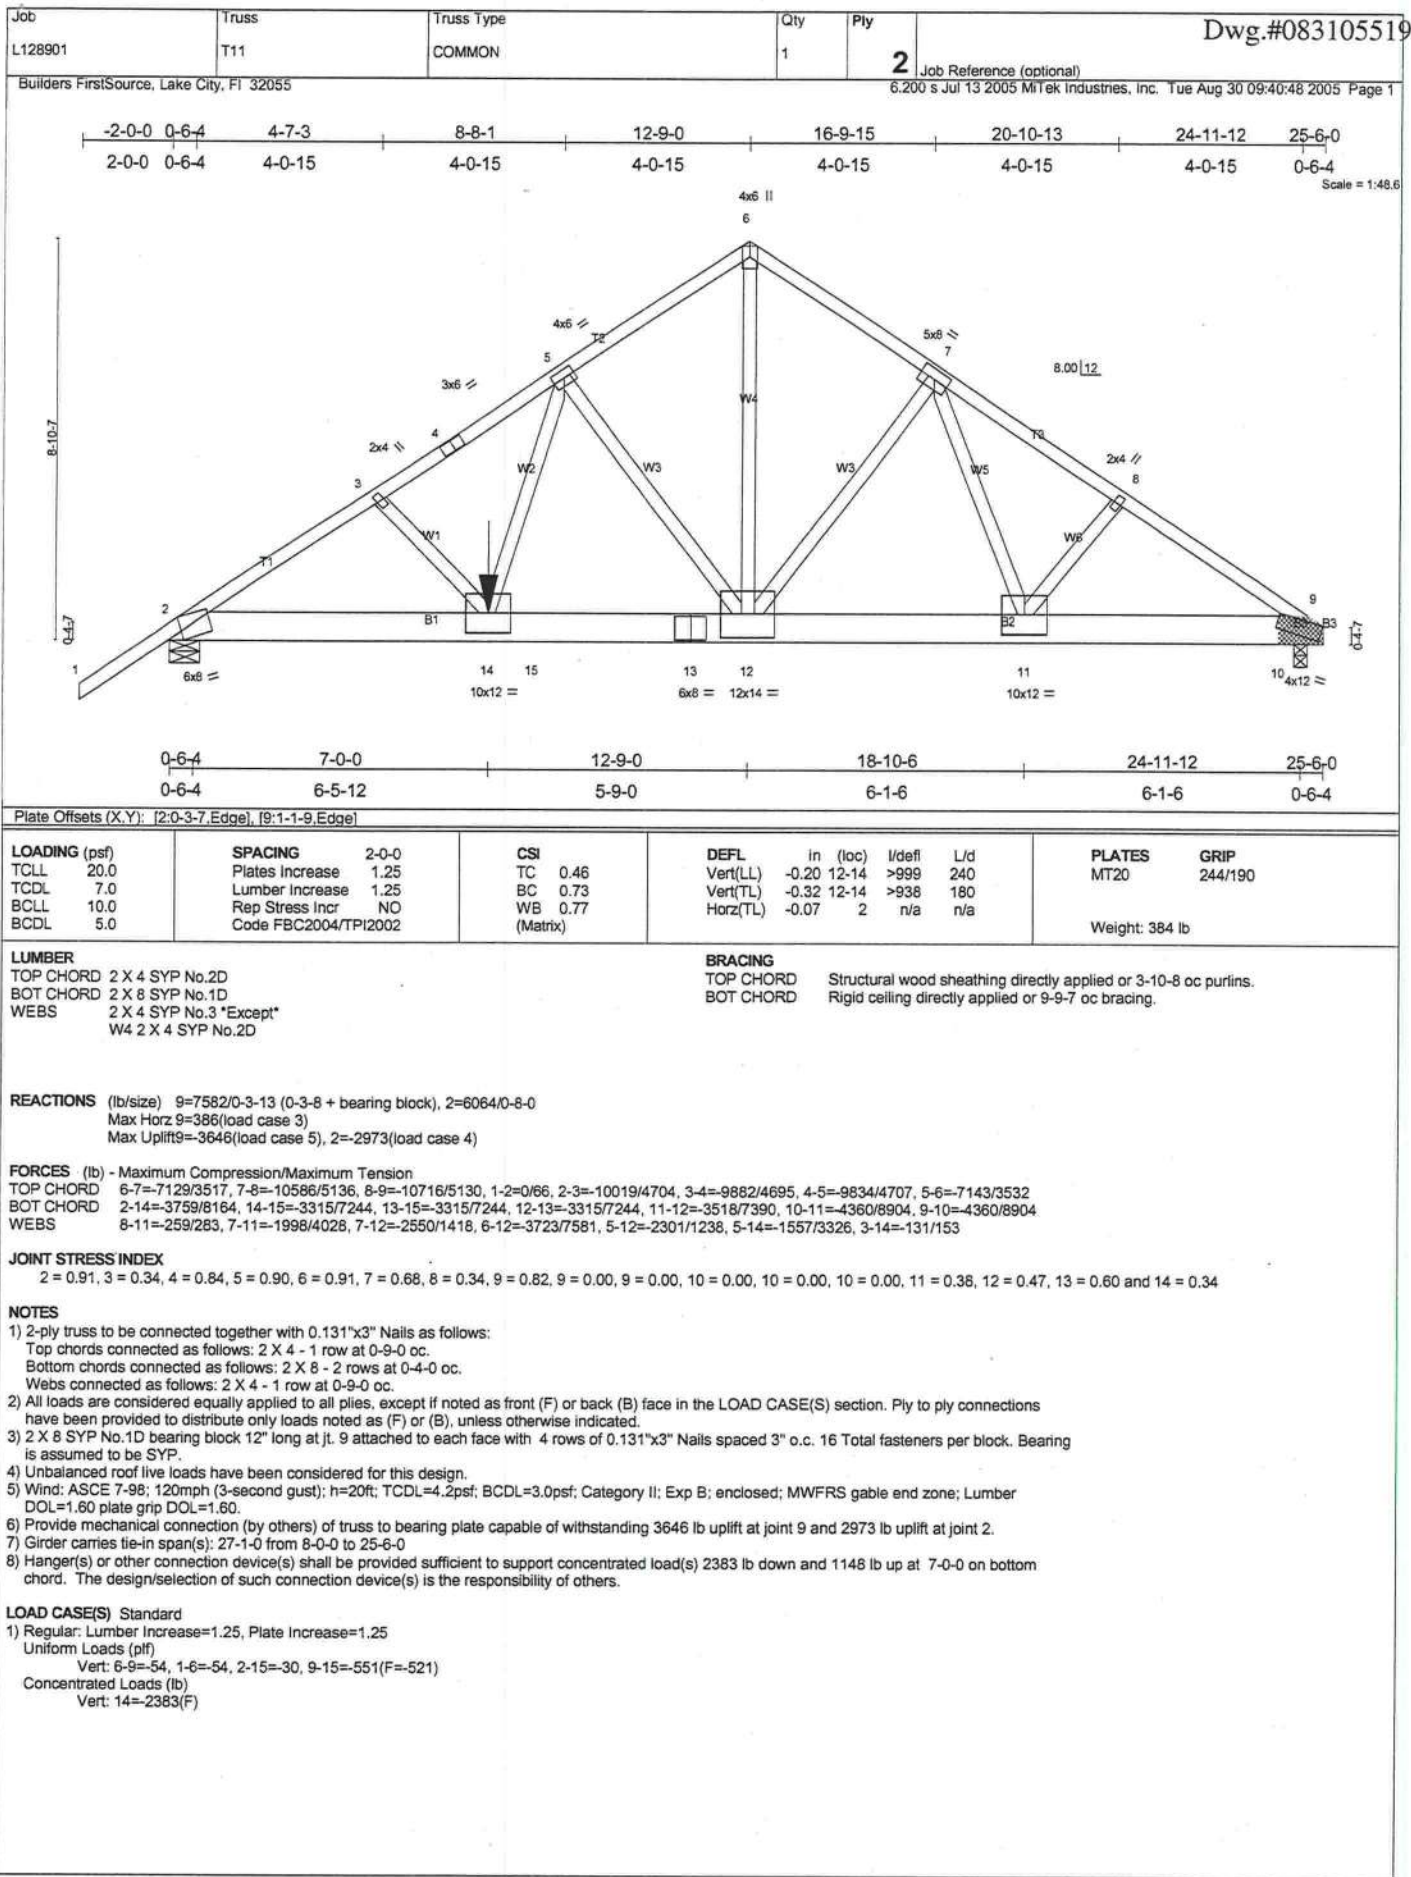 Job Truss Truss Type Qty Ply
Dwg.#083105519
L128901 T11 COMMON 1 2
Job Reference (optional)
Builders FirstSource, Lake City, Fl 32055 6.200 s Jul 13 2005 MiTek Industries, Inc. Tue Aug 30 09:40:48 2005 Page 1
-2-0-0 0-6-4 4-7-3 8-8-1 12-9-0 16-9-15 20-10-13 24-11-12 25-6-0
2-0-0 0-6-4 4-0-15 4-0-15 4-0-15 4-0-15 4-0-15 4-0-15 0-6-4
Scale = 1:48.6
4x6 ||
6
4x6 //
T2
5x8 \\
5
7
8.00 | 12
3x6 //
W4
8-10-7
4
T3
2x4 \\
2x4 //
W2 W3 W3 W5
3
8
W1
W6
T1
2
9
0-4-7
B1
B2
B3
0-4-7
1
6x8 =
14 15 13 12 11 10
4x12 =
10x12 = 6x8 = 12x14 = 10x12 =
0-6-4 7-0-0 12-9-0 18-10-6 24-11-12 25-6-0
0-6-4 6-5-12 5-9-0 6-1-6 6-1-6 0-6-4
Plate Offsets (X,Y): [2:0-3-7,Edge], [9:1-1-9,Edge]
LOADING (psf) SPACING 2-0-0 CSI DEFL in (loc) l/defl L/d PLATES GRIP
TCLL 20.0 Plates Increase 1.25 TC 0.46 Vert(LL) -0.20 12-14 >999 240 MT20 244/190
TCDL 7.0 Lumber Increase 1.25 BC 0.73 Vert(TL) -0.32 12-14 >938 180
BCLL 10.0 Rep Stress Incr NO WB 0.77 Horz(TL) -0.07 2 n/a n/a
BCDL 5.0 Code FBC2004/TPI2002 (Matrix) Weight: 384 lb
LUMBER
TOP CHORD 2 X 4 SYP No.2D
BOT CHORD 2 X 8 SYP No.1D
WEBS 2 X 4 SYP No.3 *Except*
W4 2 X 4 SYP No.2D
BRACING
TOP CHORD Structural wood sheathing directly applied or 3-10-8 oc purlins.
BOT CHORD Rigid ceiling directly applied or 9-9-7 oc bracing.
REACTIONS (lb/size) 9=7582/0-3-13 (0-3-8 + bearing block), 2=6064/0-8-0
Max Horz 9=386(load case 3)
Max Uplift9=-3646(load case 5), 2=-2973(load case 4)
FORCES (lb) - Maximum Compression/Maximum Tension
TOP CHORD 6-7=-7129/3517, 7-8=-10586/5136, 8-9=-10716/5130, 1-2=0/66, 2-3=-10019/4704, 3-4=-9882/4695, 4-5=-9834/4707, 5-6=-7143/3532
BOT CHORD 2-14=-3759/8164, 14-15=-3315/7244, 13-15=-3315/7244, 12-13=-3315/7244, 11-12=-3518/7390, 10-11=-4360/8904, 9-10=-4360/8904
WEBS 8-11=-259/283, 7-11=-1998/4028, 7-12=-2550/1418, 6-12=-3723/7581, 5-12=-2301/1238, 5-14=-1557/3326, 3-14=-131/153
JOINT STRESS INDEX
2 = 0.91, 3 = 0.34, 4 = 0.84, 5 = 0.90, 6 = 0.91, 7 = 0.68, 8 = 0.34, 9 = 0.82, 9 = 0.00, 9 = 0.00, 10 = 0.00, 10 = 0.00, 10 = 0.00, 11 = 0.38, 12 = 0.47, 13 = 0.60 and 14 = 0.34
NOTES
1) 2-ply truss to be connected together with 0.131"x3" Nails as follows:
Top chords connected as follows: 2 X 4 - 1 row at 0-9-0 oc.
Bottom chords connected as follows: 2 X 8 - 2 rows at 0-4-0 oc.
Webs connected as follows: 2 X 4 - 1 row at 0-9-0 oc.
2) All loads are considered equally applied to all plies, except if noted as front (F) or back (B) face in the LOAD CASE(S) section. Ply to ply connections
have been provided to distribute only loads noted as (F) or (B), unless otherwise indicated.
3) 2 X 8 SYP No.1D bearing block 12" long at jt. 9 attached to each face with 4 rows of 0.131"x3" Nails spaced 3" o.c. 16 Total fasteners per block. Bearing
is assumed to be SYP.
4) Unbalanced roof live loads have been considered for this design.
5) Wind: ASCE 7-98; 120mph (3-second gust); h=20ft; TCDL=4.2psf; BCDL=3.0psf; Category II; Exp B; enclosed; MWFRS gable end zone; Lumber
DOL=1.60 plate grip DOL=1.60.
6) Provide mechanical connection (by others) of truss to bearing plate capable of withstanding 3646 lb uplift at joint 9 and 2973 lb uplift at joint 2.
7) Girder carries tie-in span(s): 27-1-0 from 8-0-0 to 25-6-0
8) Hanger(s) or other connection device(s) shall be provided sufficient to support concentrated load(s) 2383 lb down and 1148 lb up at 7-0-0 on bottom
chord. The design/selection of such connection device(s) is the responsibility of others.
LOAD CASE(S) Standard
1) Regular: Lumber Increase=1.25, Plate Increase=1.25
Uniform Loads (plf)
Vert: 6-9=-54, 1-6=-54, 2-15=-30, 9-15=-551(F=-521)
Concentrated Loads (lb)
Vert: 14=-2383(F)